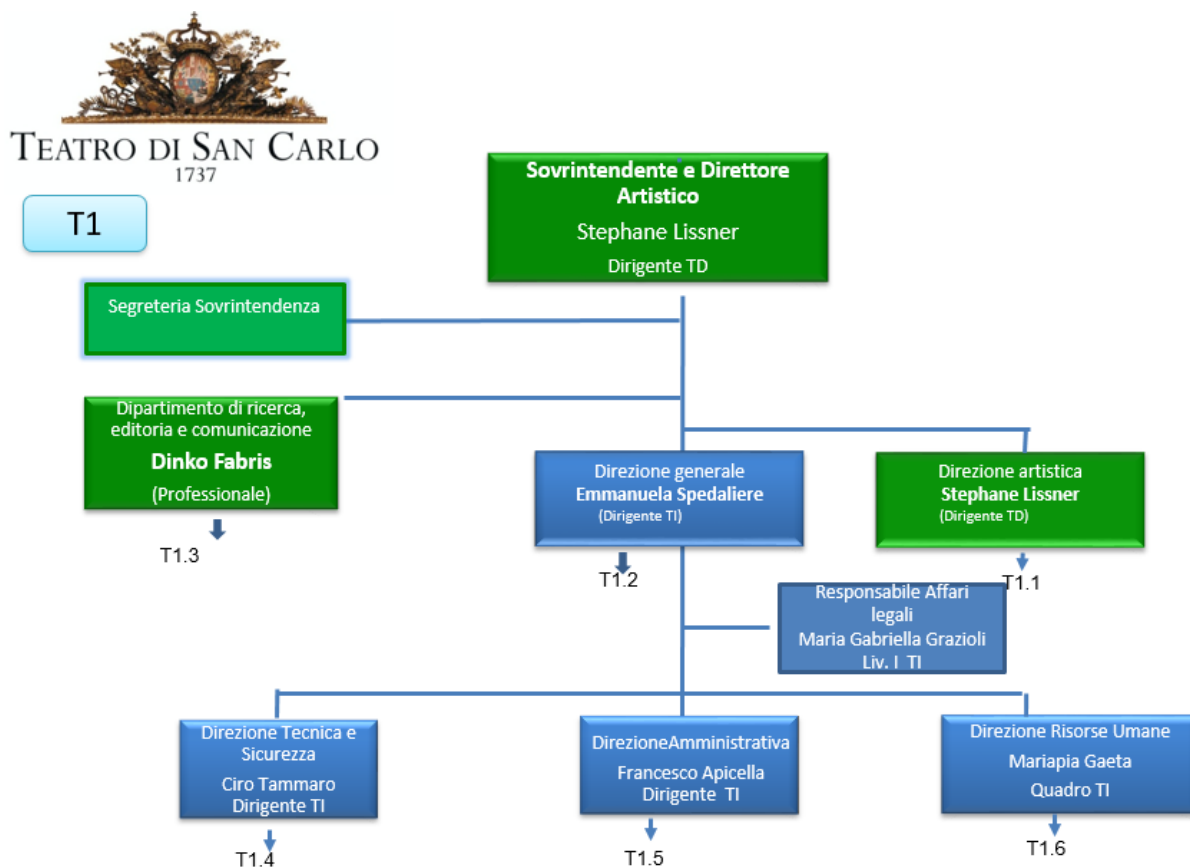 TEATRO DI SAN CARLO
1737
T1
Sovrintendente e Direttore
Artistico
Stephane Lissner
Dirigente TD
Segreteria Sovrintendenza
Dipartimento di ricerca,
editoria e comunicazione
Dinko Fabris
(Professionale)
T1.3
Direzione generale
Emmanuela Spedaliere
(Dirigente TI)
T1.2
Direzione artistica
Stephane Lissner
(Dirigente TD)
T1.1
Responsabile Affari
legali
Maria Gabriella Grazioli
Liv. I TI
Direzione Tecnica e
Sicurezza
Ciro Tammaro
Dirigente TI
T1.4
DirezioneAmministrativa
Francesco Apicella
Dirigente TI
T1.5
Direzione Risorse Umane
Mariapia Gaeta
Quadro TI
T1.6